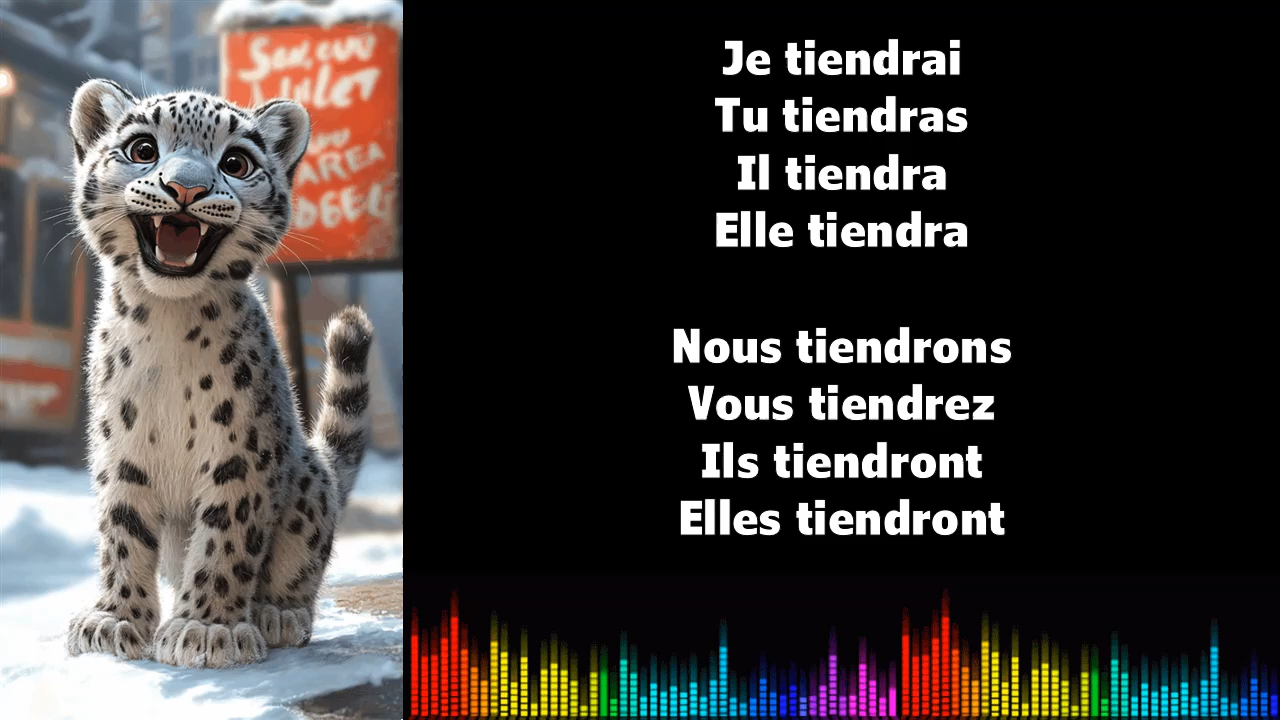 Je tiendrai
Tu tiendras
Il tiendra
Elle tiendra
Nous tiendrons
Vous tiendrez
Ils tiendront
Elles tiendront